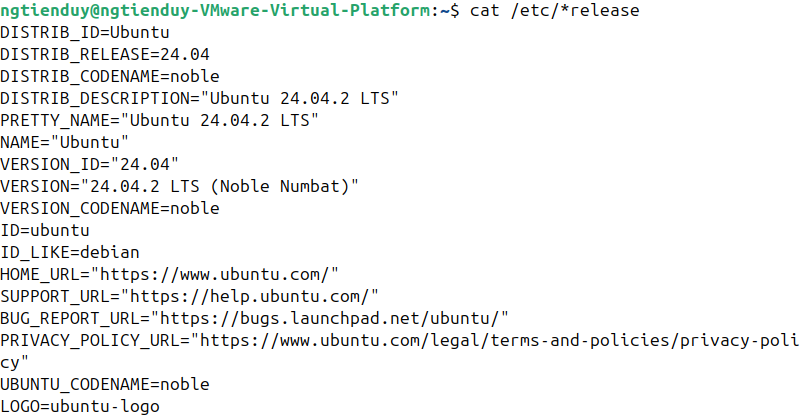 ngtienduy@ngtienduy-VMware-Virtual-Platform:~$ cat /etc/*release
DISTRIB_ID=Ubuntu
DISTRIB_RELEASE=24.04
DISTRIB_CODENAME=noble
DISTRIB_DESCRIPTION="Ubuntu 24.04.2 LTS"
PRETTY_NAME="Ubuntu 24.04.2 LTS"
NAME="Ubuntu"
VERSION_ID="24.04"
VERSION="24.04.2 LTS (Noble Numbat)"
VERSION_CODENAME=noble
ID=ubuntu
ID_LIKE=debian
HOME_URL="https://www.ubuntu.com/"
SUPPORT_URL="https://help.ubuntu.com/"
BUG_REPORT_URL="https://bugs.launchpad.net/ubuntu/"
PRIVACY_POLICY_URL="https://www.ubuntu.com/legal/terms-and-policies/privacy-poli
cy"
UBUNTU_CODENAME=noble
LOGO=ubuntu-logo